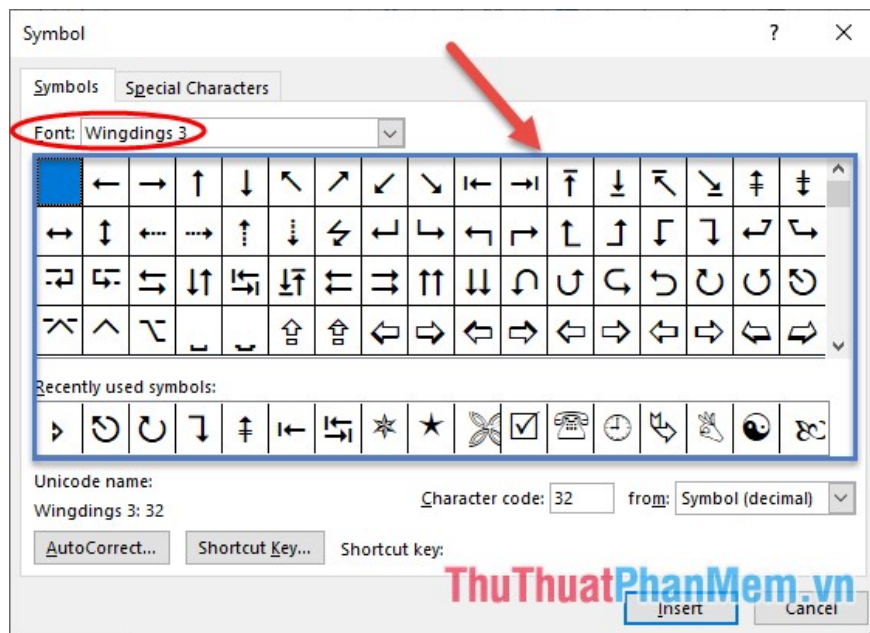 Symbol
Symbols Special Characters
Font: Wingdings 3
Recently used symbols:
Unicode name:
Wingdings 3: 32
Character code: 32 from: Symbol (decimal)
AutoCorrect... Shortcut Key... Shortcut key:
ThuThuatPhanMem.vn
Insert Cancel